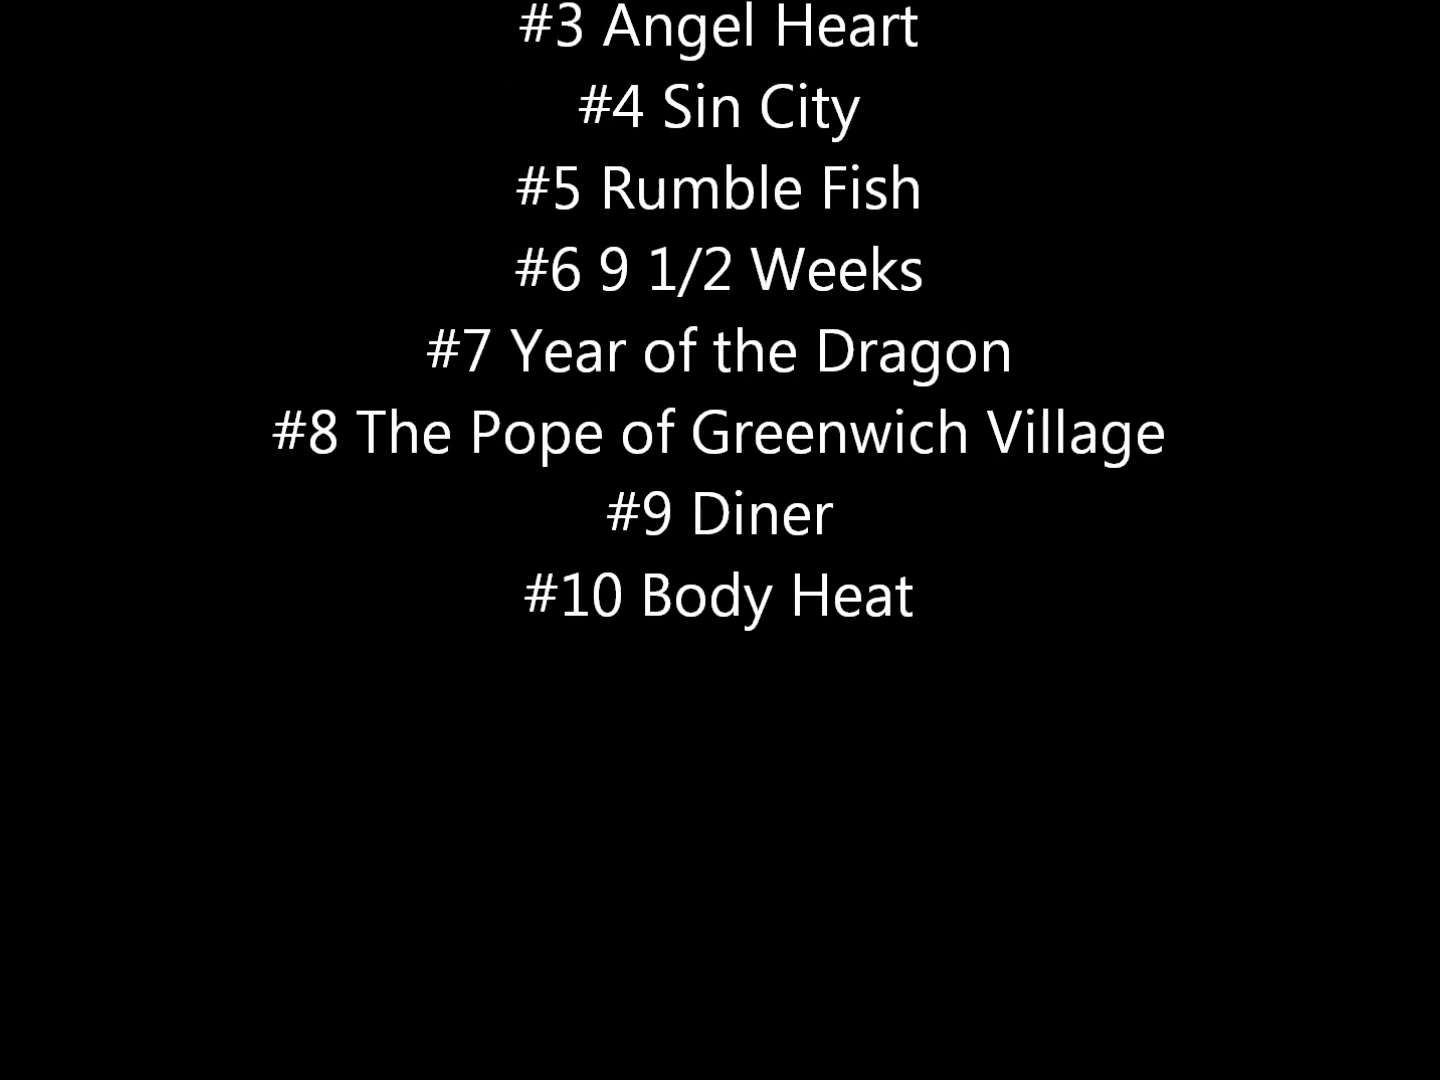 #3 Angel Heart
#4 Sin City
#5 Rumble Fish
#6 9 1/2 Weeks
#7 Year of the Dragon
#8 The Pope of Greenwich Village
#9 Diner
#10 Body Heat